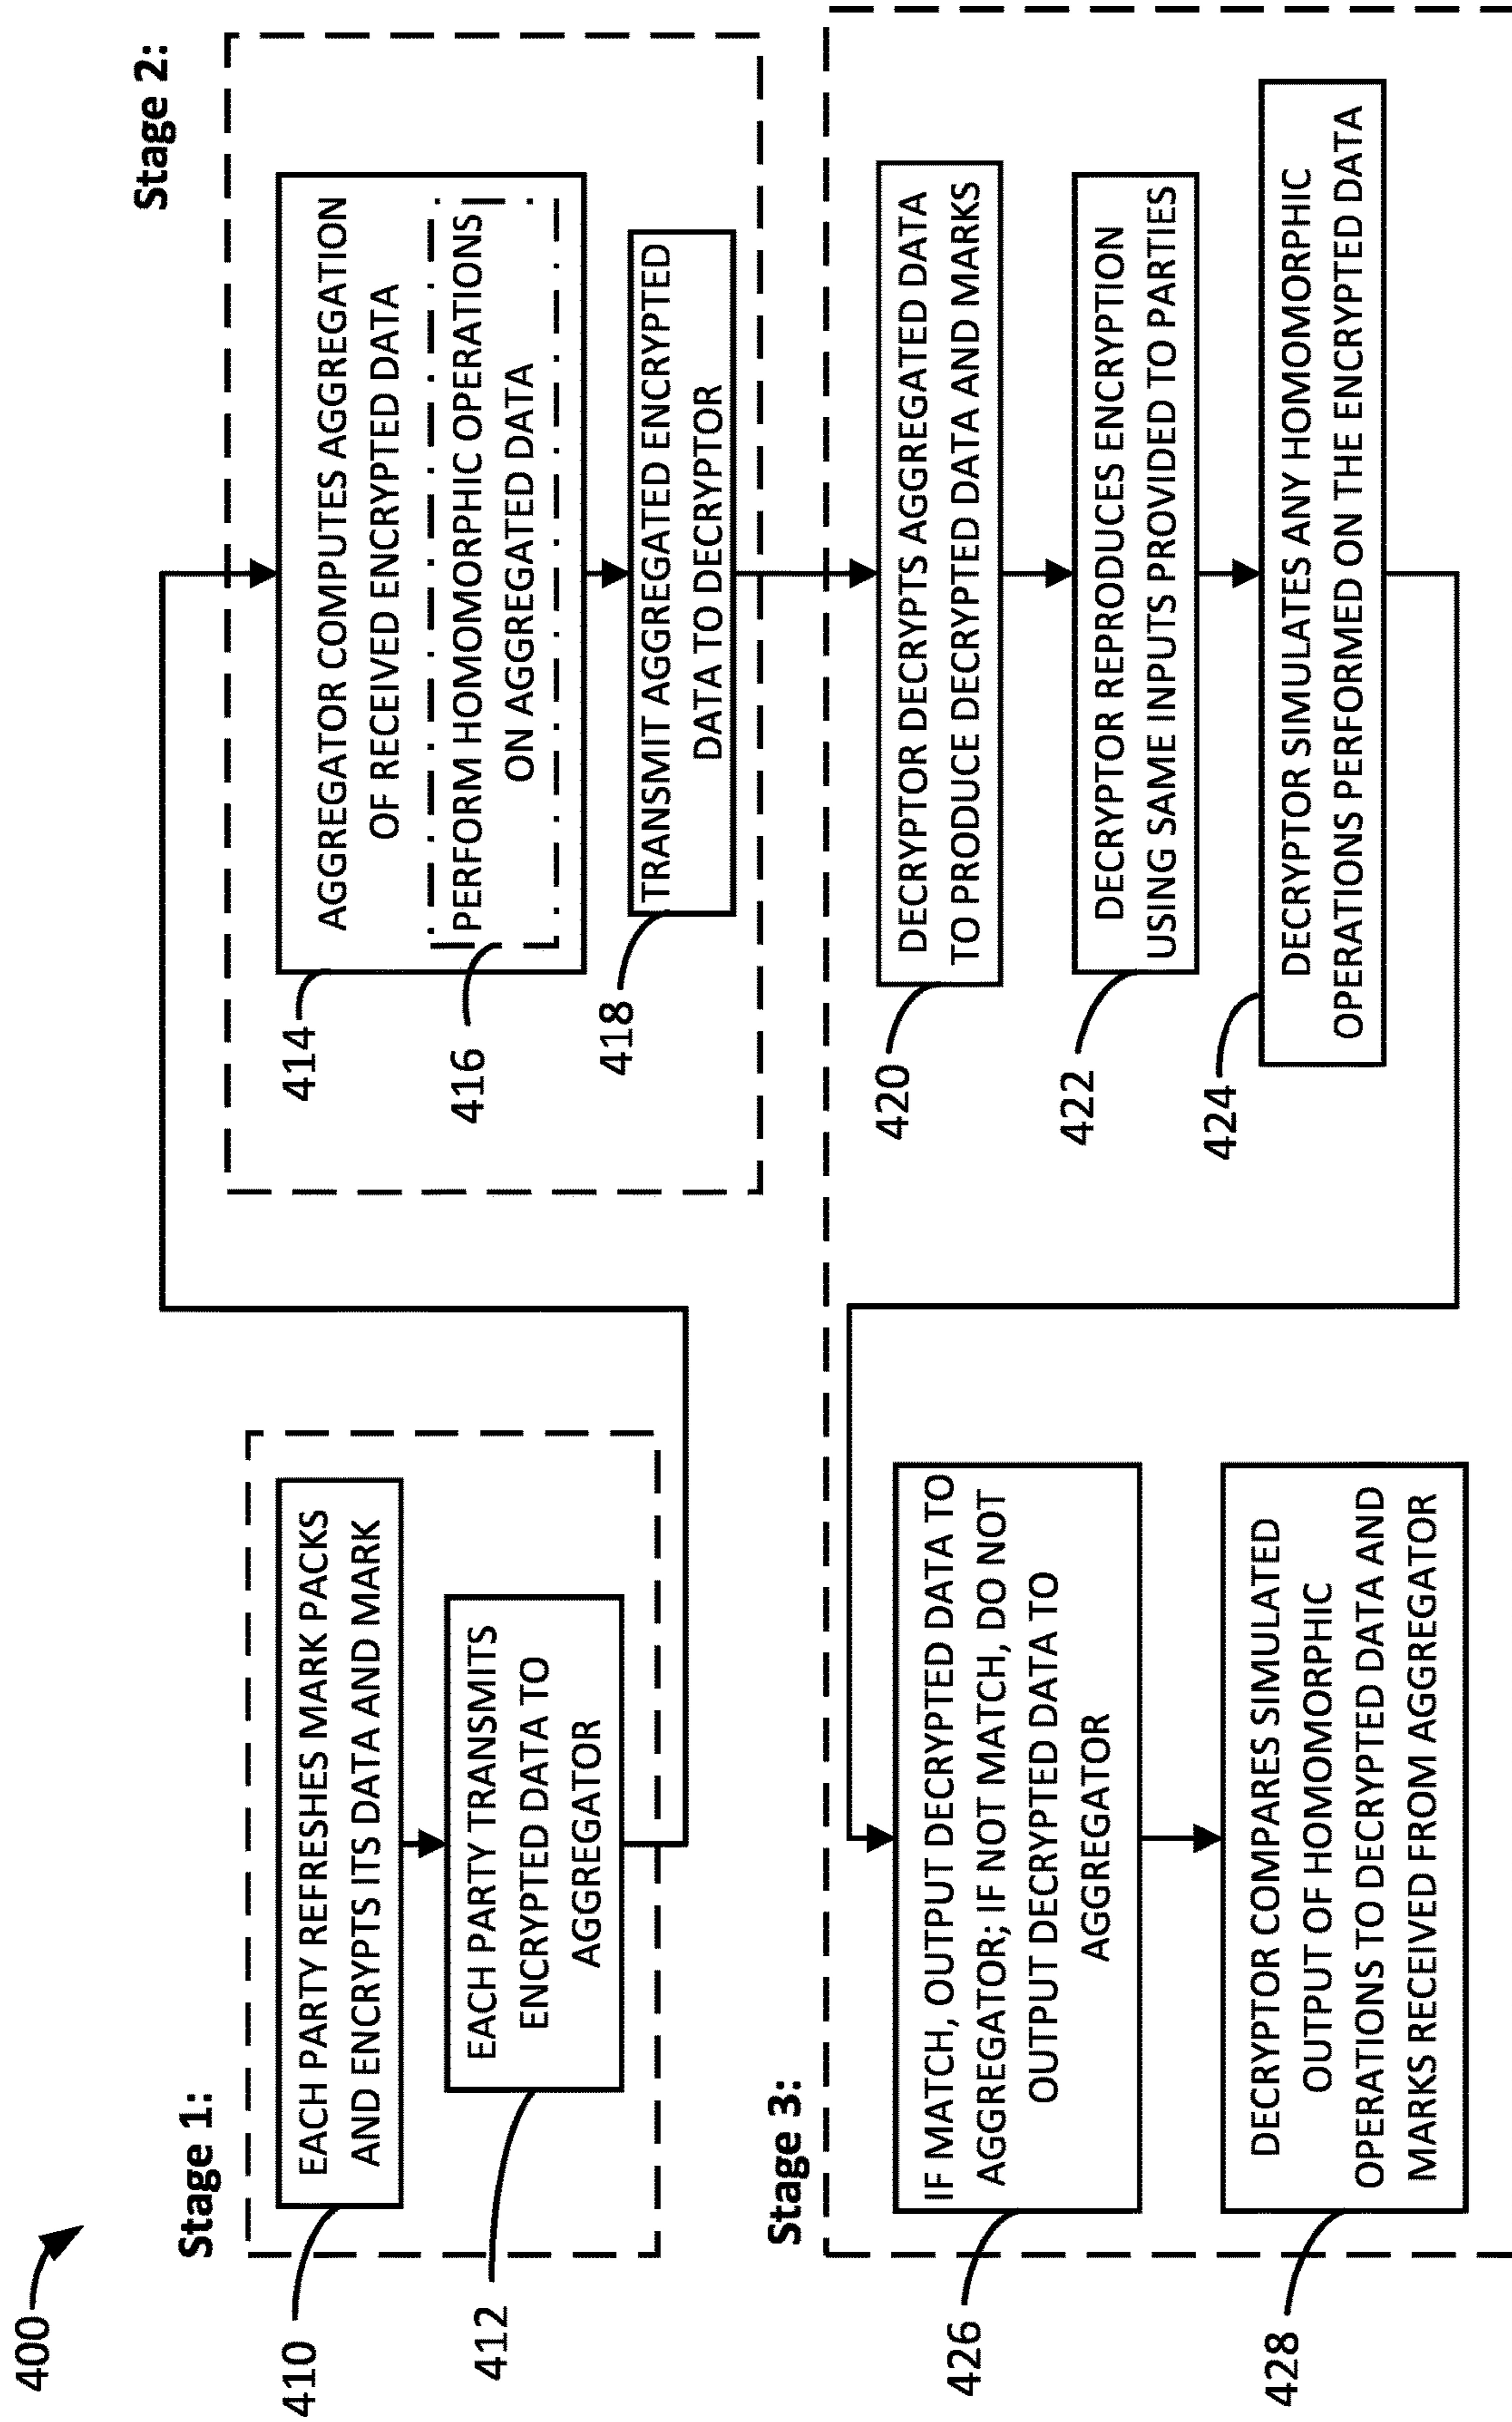 400
Stage 1:
410
EACH PARTY REFRESHES MARK PACKS
AND ENCRYPTS ITS DATA AND MARK
412
EACH PARTY TRANSMITS
ENCRYPTED DATA TO
AGGREGATOR
Stage 2:
414
AGGREGATOR COMPUTES AGGREGATION
OF RECEIVED ENCRYPTED DATA
416
PERFORM HOMOMORPHIC OPERATIONS
ON AGGREGATED DATA
418
TRANSMIT AGGREGATED ENCRYPTED
DATA TO DECRYPTOR
Stage 3:
420
DECRYPTOR DECRYPTS AGGREGATED DATA
TO PRODUCE DECRYPTED DATA AND MARKS
422
DECRYPTOR REPRODUCES ENCRYPTION
USING SAME INPUTS PROVIDED TO PARTIES
424
DECRYPTOR SIMULATES ANY HOMOMORPHIC
OPERATIONS PERFORMED ON THE ENCRYPTED DATA
426
IF MATCH, OUTPUT DECRYPTED DATA TO
AGGREGATOR; IF NOT MATCH, DO NOT
OUTPUT DECRYPTED DATA TO
AGGREGATOR
428
DECRYPTOR COMPARES SIMULATED
OUTPUT OF HOMOMORPHIC
OPERATIONS TO DECRYPTED DATA AND
MARKS RECEIVED FROM AGGREGATOR